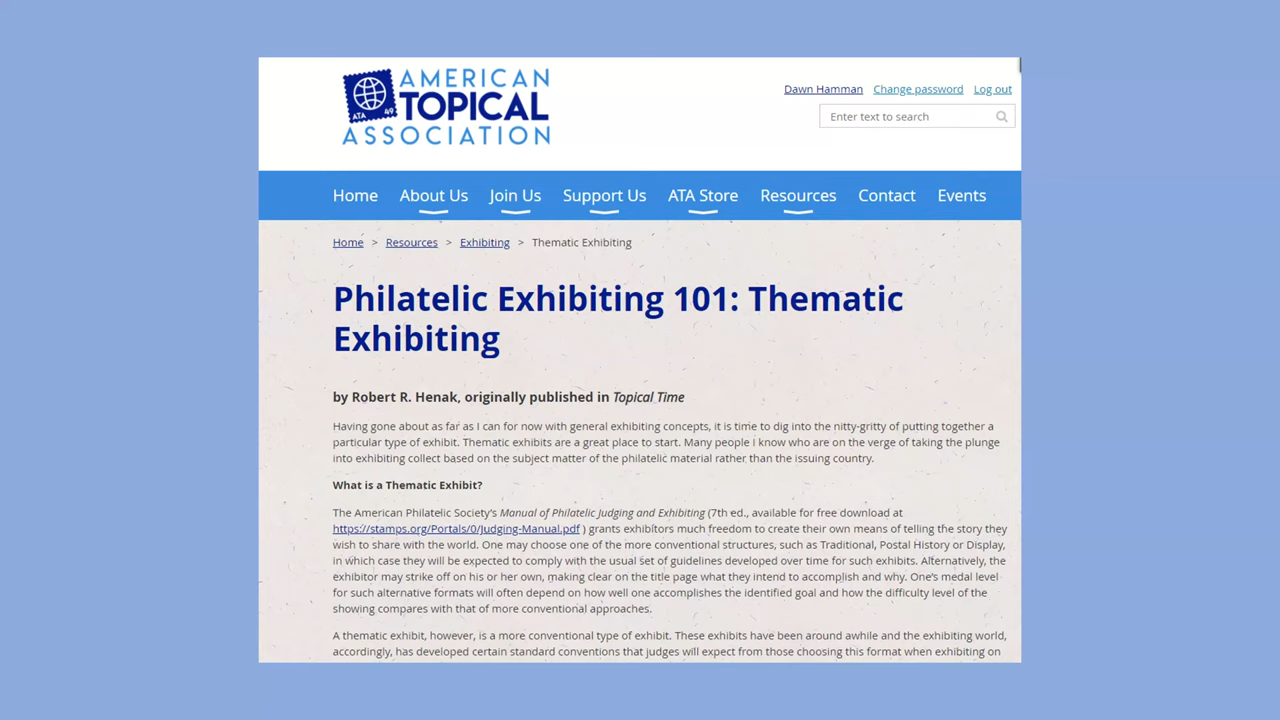 AMERICAN
TOPICAL
ASSOCIATION
ATA 49
Dawn Hamman Change password Log out
Enter text to search
Home About Us Join Us Support Us ATA Store Resources Contact Events
Home > Resources > Exhibiting > Thematic Exhibiting
Philatelic Exhibiting 101: Thematic
Exhibiting
by Robert R. Henak, originally published in Topical Time
Having gone about as far as I can for now with general exhibiting concepts, it is time to dig into the nitty-gritty of putting together a
particular type of exhibit. Thematic exhibits are a great place to start. Many people I know who are on the verge of taking the plunge
into exhibiting collect based on the subject matter of the philatelic material rather than the issuing country.
What is a Thematic Exhibit?
The American Philatelic Society's Manual of Philatelic Judging and Exhibiting (7th ed., available for free download at
https://stamps.org/Portals/0/Judging-Manual.pdf ) grants exhibitors much freedom to create their own means of telling the story they
wish to share with the world. One may choose one of the more conventional structures, such as Traditional, Postal History or Display,
in which case they will be expected to comply with the usual set of guidelines developed over time for such exhibits. Alternatively, the
exhibitor may strike off on his or her own, making clear on the title page what they intend to accomplish and why. One's medal level
for such alternative formats will often depend on how well one accomplishes the identified goal and how the difficulty level of the
showing compares with that of more conventional approaches.
A thematic exhibit, however, is a more conventional type of exhibit. These exhibits have been around awhile and the exhibiting world,
accordingly, has developed certain standard conventions that judges will expect from those choosing this format when exhibiting on